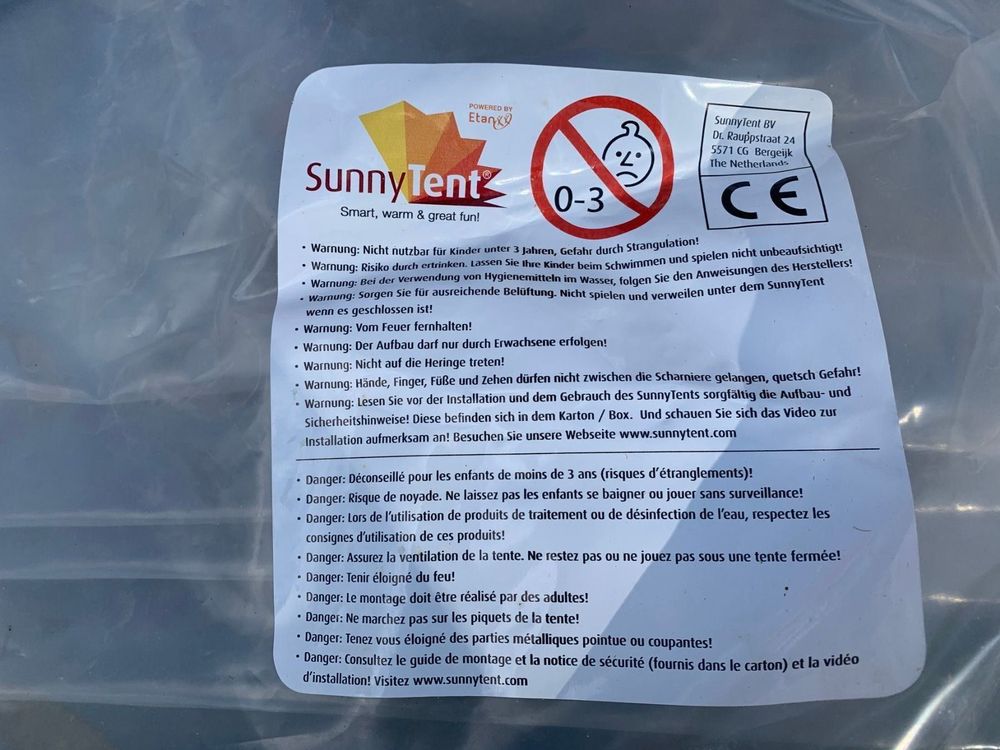 POWERED BY
Etanxx
SunnyTent®
Smart, warm & great fun!
0-3
SunnyTent BV
Dr. Rauppstraat 24
5571 CG Bergeijk
The Netherlands
CE
• Warnung: Nicht nutzbar für Kinder unter 3 Jahren, Gefahr durch Strangulation!
• Warnung: Risiko durch ertrinken. Lassen Sie Ihre Kinder beim Schwimmen und spielen nicht unbeaufsichtigt!
• Warnung: Bei der Verwendung von Hygienemitteln im Wasser, folgen Sie den Anweisungen des Herstellers!
• Warnung: Sorgen Sie für ausreichende Belüftung. Nicht spielen und verweilen unter dem SunnyTent
wenn es geschlossen ist!
• Warnung: Vom Feuer fernhalten!
• Warnung: Der Aufbau darf nur durch Erwachsene erfolgen!
• Warnung: Nicht auf die Heringe treten!
• Warnung: Hände, Finger, Füße und Zehen dürfen nicht zwischen die Scharniere gelangen, quetsch Gefahr!
• Warnung: Lesen Sie vor der Installation und dem Gebrauch des SunnyTents sorgfältig die Aufbau- und
Sicherheitshinweise! Diese befinden sich in dem Karton / Box. Und schauen Sie sich das Video zur
Installation aufmerksam an! Besuchen Sie unsere Webseite www.sunnytent.com
• Danger: Déconseillé pour les enfants de moins de 3 ans (risques d'étranglements)!
• Danger: Risque de noyade. Ne laissez pas les enfants se baigner ou jouer sans surveillance!
• Danger: Lors de l'utilisation de produits de traitement ou de désinfection de l'eau, respectez les
consignes d'utilisation de ces produits!
• Danger: Assurez la ventilation de la tente. Ne restez pas ou ne jouez pas sous une tente fermée!
• Danger: Tenir éloigné du feu!
• Danger: Le montage doit être réalisé par des adultes!
• Danger: Ne marchez pas sur les piquets de la tente!
• Danger: Tenez vous éloigné des parties métalliques pointue ou coupantes!
• Danger: Consultez le guide de montage et la notice de sécurité (fournis dans le carton) et la vidéo
d'installation! Visitez www.sunnytent.com